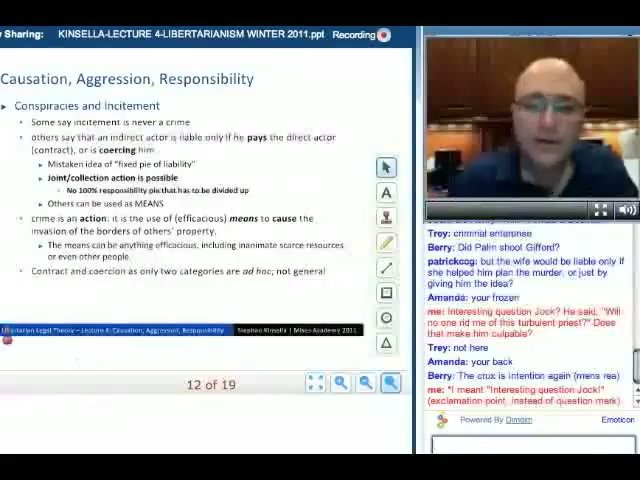 Sharing: KINSELLA-LECTURE 4-LIBERTARIANISM WINTER 2011.ppt Recording
Causation, Aggression, Responsibility
Conspiracies and Incitement
Some say incitement is never a crime
others say that an indirect actor is liable only if he pays the direct actor
(contract), or is coercing him
Mistaken idea of “fixed pie of liability”
Joint/collection action is possible
No 100% responsibility pie that has to be divided up
Others can be used as MEANS
crime is an action: it is the use of (efficacious) means to cause the
invasion of the borders of others' property.
The means can be anything efficacious, including inanimate scarce resources
or even other people.
Contract and coercion as only two categories are ad hoc; not general
Libertarian Legal Theory – Lecture 4: Causation, Aggression, Responsibility Stephan Kinsella | Mises Academy 2011
12 of 19
A
Trey: criminal enterprise
Berry: Did Palin shoot Gifford?
patrickccg: but the wife would be liable only if
she helped him plan the murder, or just by
giving him the idea?
Amanda: your frozen
me: Interesting question Jock? He said, "Will
no one rid me of this turbulent priest?" Does
that make him culpable?
Trey: not here
Amanda: your back
Berry: The crux is intention again (mens rea)
me: "I meant "Interesting question Jock!"
(exclamation point, instead of question mark)
Powered By Dimdim Emoticon